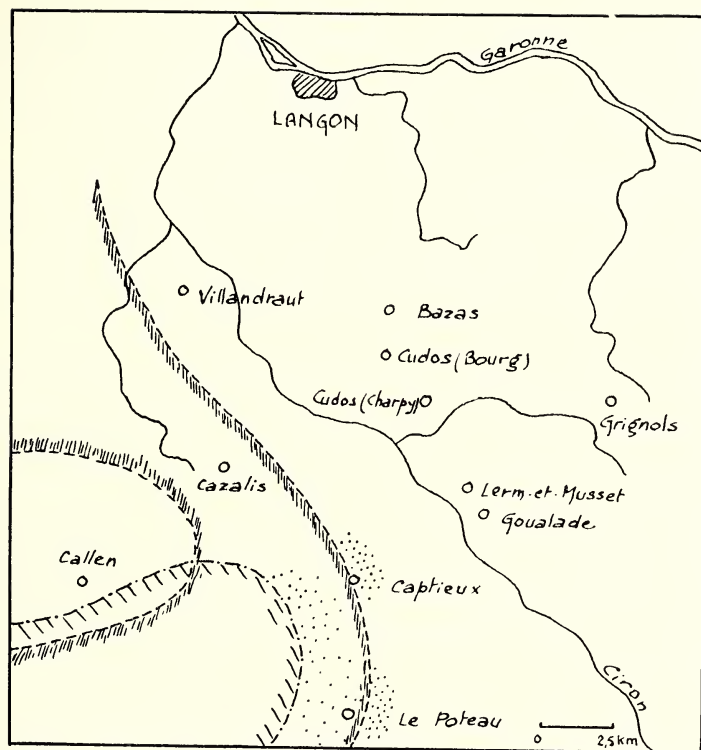 Garonne
LANGON
Villandraut
Bazas
Cudos (Bourg)
Cudos (Charpy)
Grignols
Cazalis
Lerm.et.Musset
Goualade
Callen
Captieux
Ciron
Le Poteau
0 2,5 km